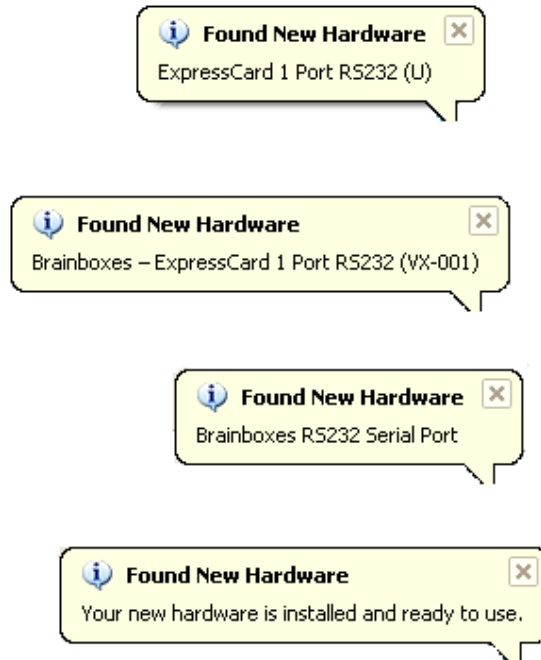 Found New Hardware
ExpressCard 1 Port RS232 (U)
Found New Hardware
Brainboxes – ExpressCard 1 Port RS232 (VX-001)
Found New Hardware
Brainboxes RS232 Serial Port
Found New Hardware
Your new hardware is installed and ready to use.